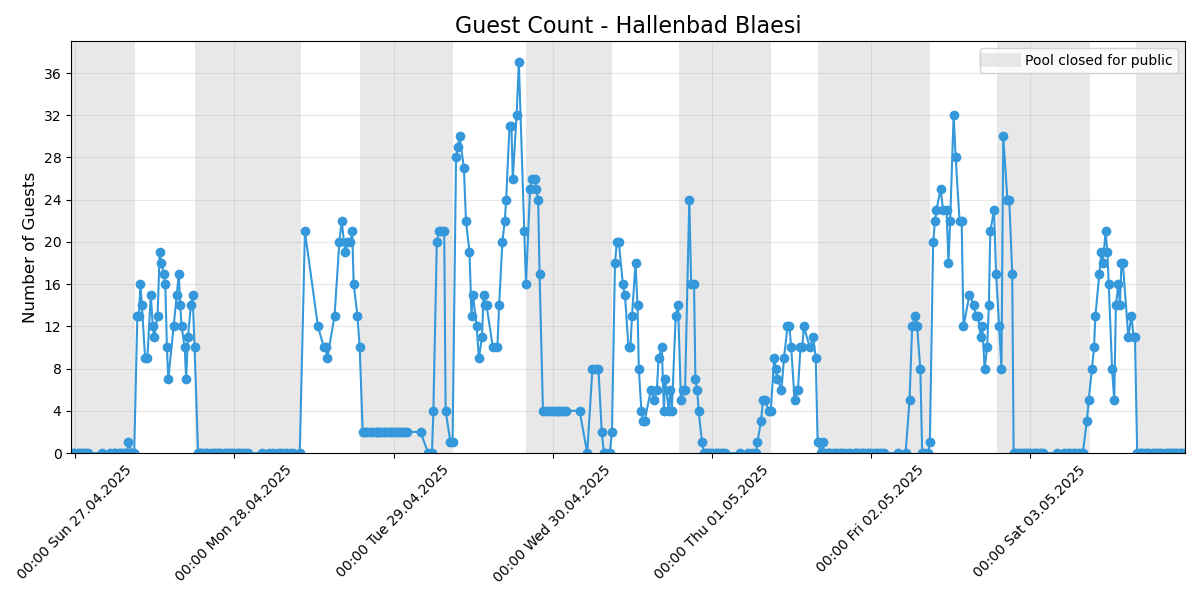 Guest Count - Hallenbad Blaesi
Pool closed for public
Number of Guests
36
32
28
24
20
16
12
8
4
0
00:00 Sun 27.04.2025
00:00 Mon 28.04.2025
00:00 Tue 29.04.2025
00:00 Wed 30.04.2025
00:00 Thu 01.05.2025
00:00 Fri 02.05.2025
00:00 Sat 03.05.2025